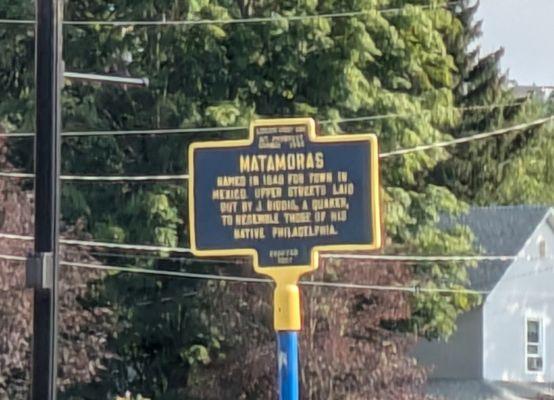 MATAMORAS
NAMED IN 1840 FOR TOWN IN
MEXICO. UPPER STREETS LAID
OUT BY J. BIDDIS, A QUAKER,
TO RESEMBLE THOSE OF HIS
NATIVE PHILADELPHIA.
ERECTED